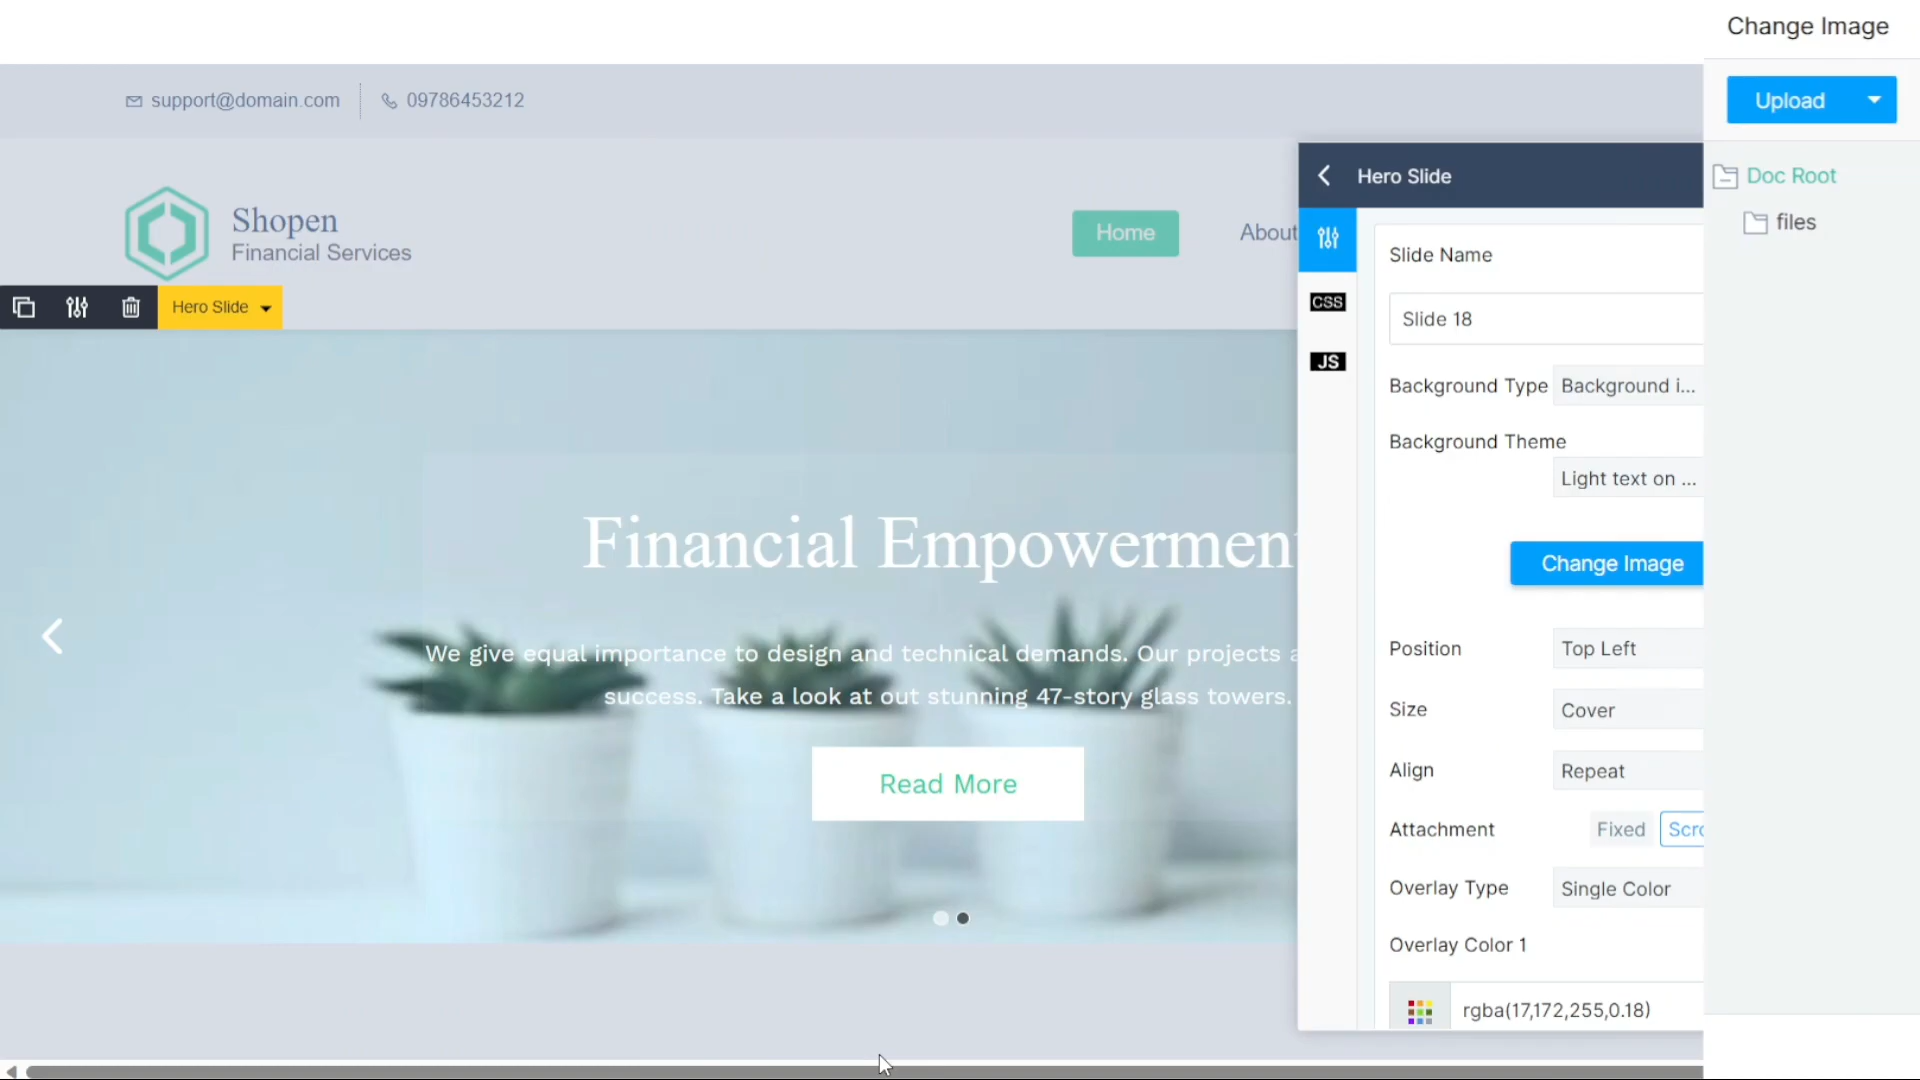 Change Image
support@domain.com
09786453212
Upload
Hero Slide
Doc Root
Shopen
Financial Services
Home
About
files
Slide Name
CSS
Hero Slide
Slide 18
JS
Background Type
Background i...
Background Theme
Light text on ...
Financial Empowerment
Change Image
We give equal importance to design and technical demands. Our projects a
success. Take a look at out stunning 47-story glass towers.
Position
Top Left
Size
Cover
Read More
Align
Repeat
Attachment
Fixed
Scro
Overlay Type
Single Color
Overlay Color 1
rgba(17,172,255,0.18)